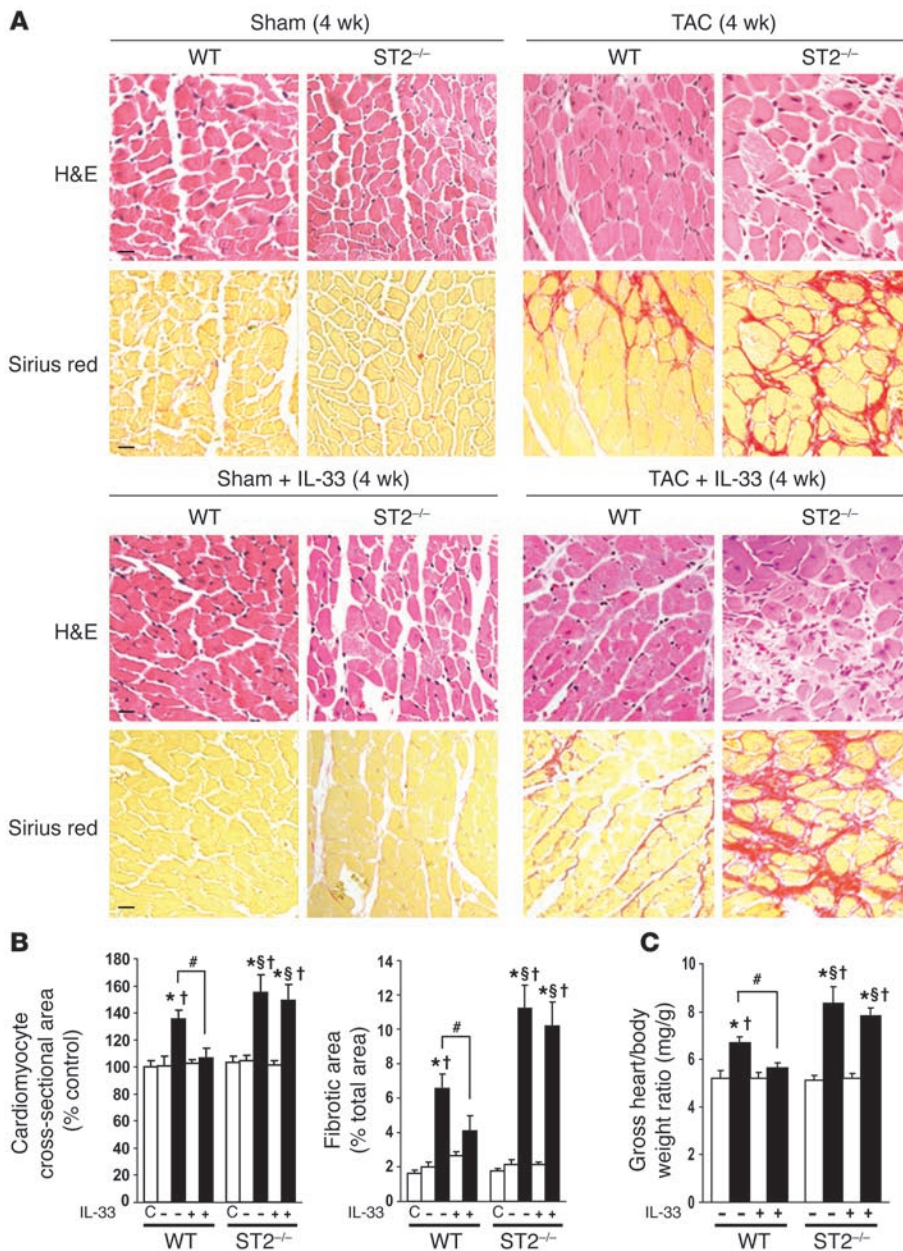 A
Sham (4 wk)
TAC (4 wk)
WT
ST2–/–
WT
ST2–/–
H&E
Sirius red
Sham + IL-33 (4 wk)
TAC + IL-33 (4 wk)
WT
ST2–/–
WT
ST2–/–
H&E
Sirius red
B
Cardiomyocyte
cross-sectional area
(% control)
180
160
140
120
100
80
60
40
20
0
*†
#
*§†
*§†
IL-33
C - - + + C - - + +
WT
ST2–/–
Fibrotic area
(% total area)
14
12
10
8
6
4
2
0
*†
#
*§†
*§†
IL-33
C - - + + C - - + +
WT
ST2–/–
C
Gross heart/body
weight ratio (mg/g)
10
8
6
4
2
0
*†
#
*§†
*§†
IL-33
- - + + - - + +
WT
ST2–/–